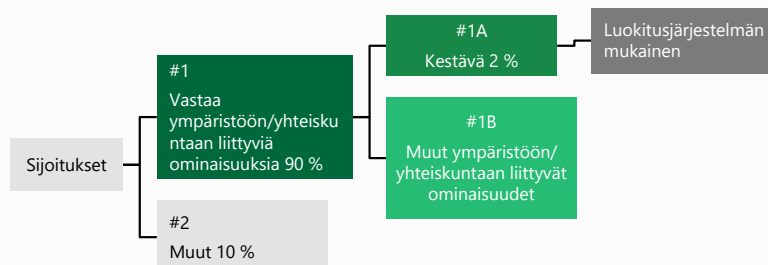 Sijoitukset
#1
Vastaa
ympäristöön/yhteisku
ntaan liittyviä
ominaisuuksia 90 %
#2
Muut 10 %
#1A
Kestävä 2 %
#1B
Muut ympäristöön/
yhteiskuntaan liittyvät
ominaisuudet
Luokitusjärjestelmän
mukainen